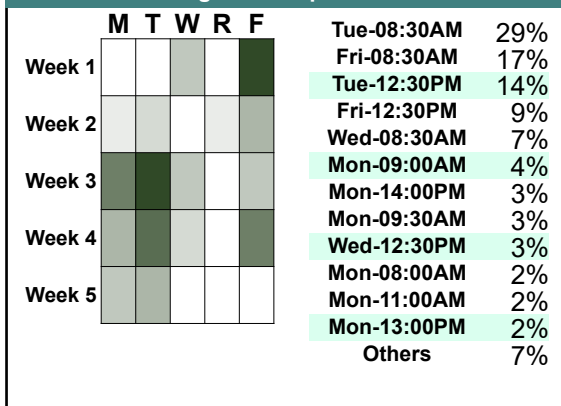 M T W R F
Week 1
Week 2
Week 3
Week 4
Week 5
Tue-08:30AM 29%
Fri-08:30AM 17%
Tue-12:30PM 14%
Fri-12:30PM 9%
Wed-08:30AM 7%
Mon-09:00AM 4%
Mon-14:00PM 3%
Mon-09:30AM 3%
Wed-12:30PM 3%
Mon-08:00AM 2%
Mon-11:00AM 2%
Mon-13:00PM 2%
Others 7%